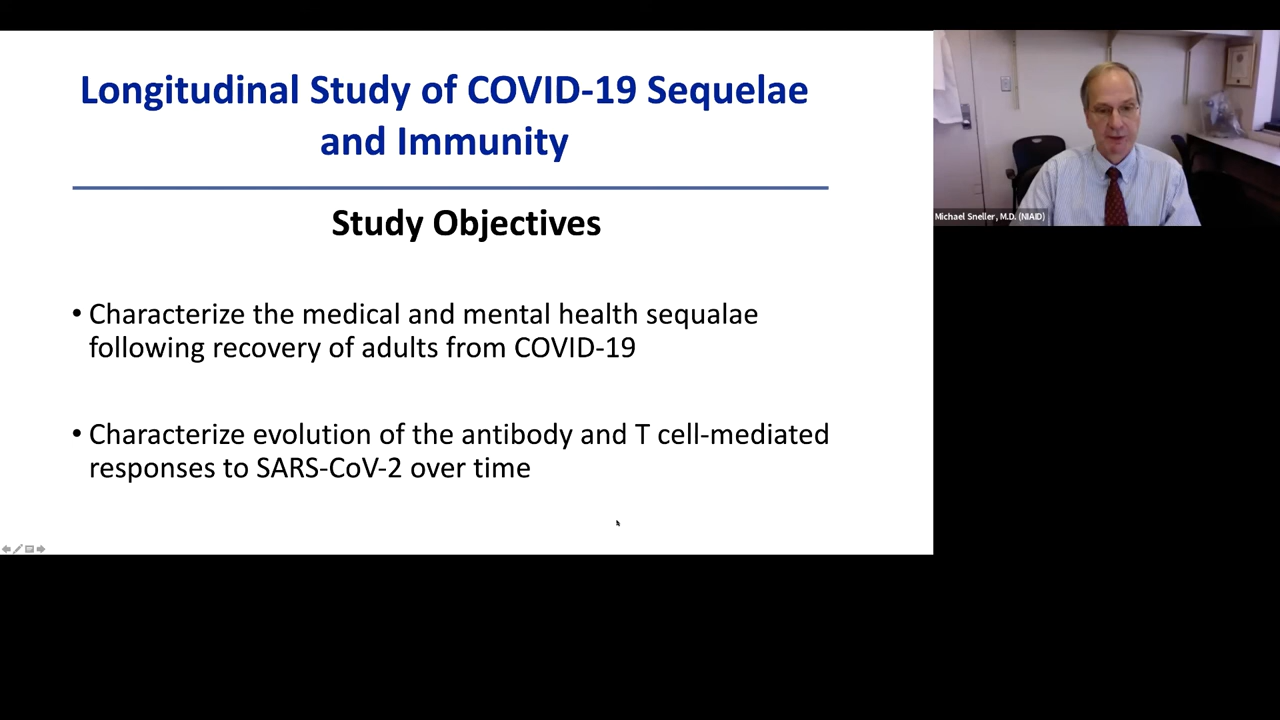 Longitudinal Study of COVID-19 Sequelae
and Immunity
Study Objectives
• Characterize the medical and mental health sequalae
following recovery of adults from COVID-19
• Characterize evolution of the antibody and T cell-mediated
responses to SARS-CoV-2 over time
Michael Sneller, M.D. (NIAID)